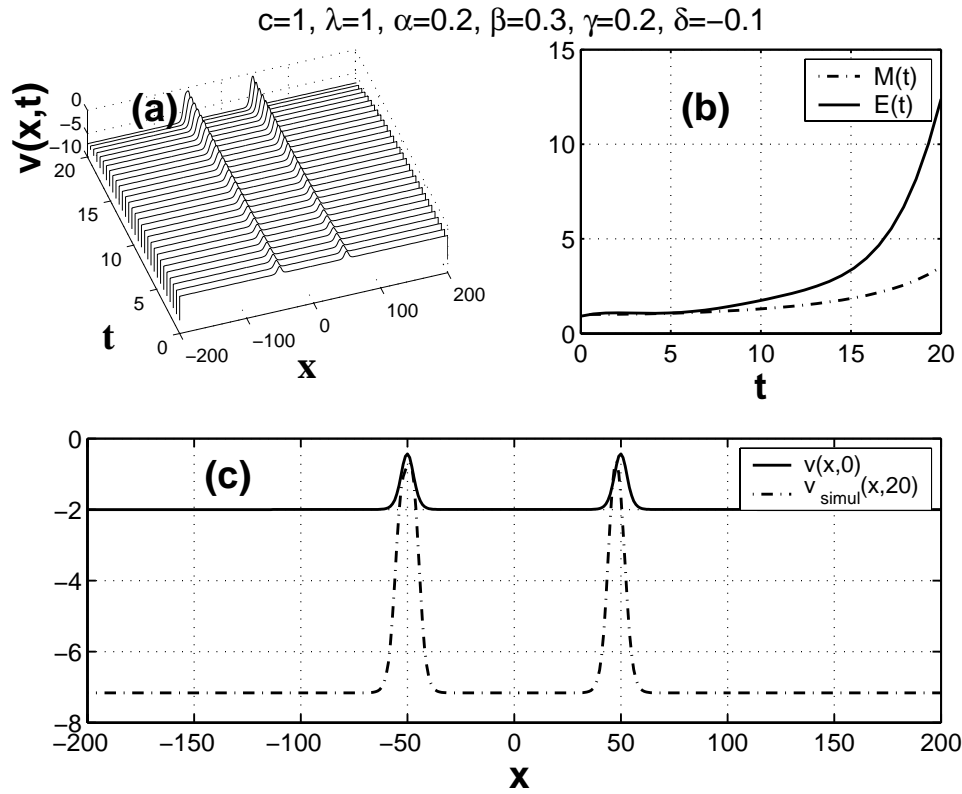 c=1, λ=1, α=0.2, β=0.3, γ=0.2, δ=−0.1
(a)
v(x,t)
0
−5
−10
20
15
10
5
0
t
−200
−100
0
100
200
x
(b)
M(t)
E(t)
15
10
5
0
0
5
10
15
20
t
(c)
v(x,0)
v simul(x,20)
0
−2
−4
−6
−8
−200
−150
−100
−50
0
50
100
150
200
x